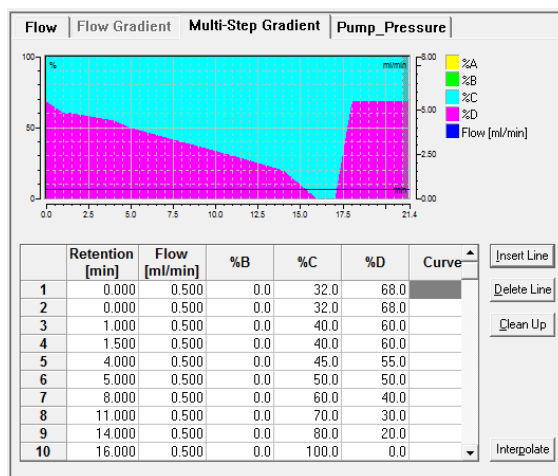 Flow Flow Gradient Multi-Step Gradient Pump_Pressure
100 % ml/min 6.00
%A
%B
%C
%D
Flow [ml/min]
5.00
50
2.50
0 min 0.00
0.0 2.5 5.0 7.5 10.0 12.5 15.0 17.5 21.4
Retention [min] Flow [ml/min] %B %C %D Curve
1 0.000 0.500 0.0 32.0 68.0
2 0.000 0.500 0.0 32.0 68.0
3 1.000 0.500 0.0 40.0 60.0
4 1.500 0.500 0.0 40.0 60.0
5 4.000 0.500 0.0 45.0 55.0
6 5.000 0.500 0.0 50.0 50.0
7 8.000 0.500 0.0 60.0 40.0
8 11.000 0.500 0.0 70.0 30.0
9 14.000 0.500 0.0 80.0 20.0
10 16.000 0.500 0.0 100.0 0.0
Insert Line
Delete Line
Clean Up
Interpolate